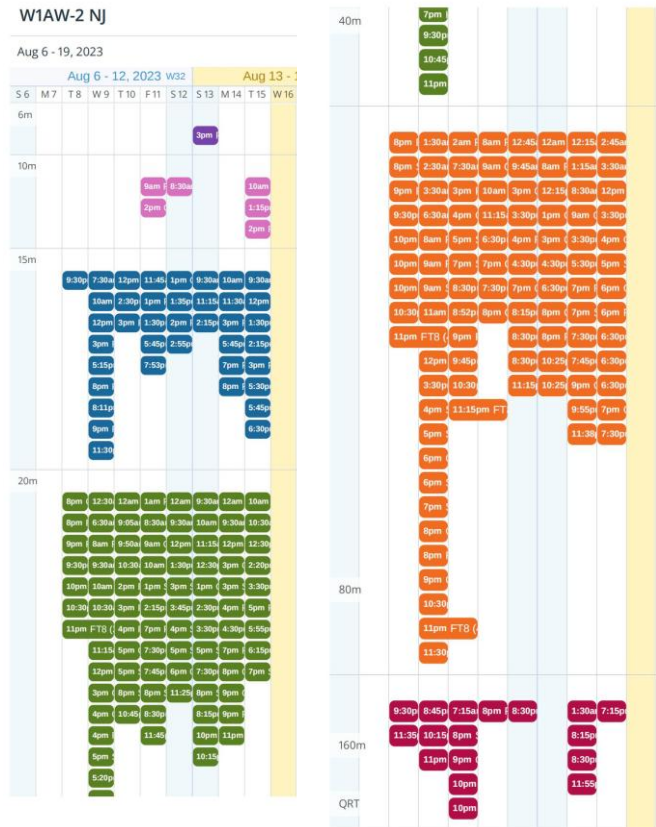 W1AW-2 NJ
Aug 6 - 19, 2023
Aug 6 - 12, 2023 W32 Aug 13 - 1
S 6 M 7 T 8 W 9 T 10 F 11 S 12 S 13 M 14 T 15 W 16
6m
3pm
10m
9am 8:30a 10am
2pm 1:15p
2pm
15m
9:30p 7:30a 12pm 11:45 1pm 9:30a 10am 9:30a
10am 2:30p 1pm 1:35p 11:15 11:30 12pm
12pm 3pm 1:30p 2pm 2:15p 3pm 1:30p
3pm 5:45p 2:55p 5:45p 2:15p
5:15p 7:53p 7pm 3pm
8pm 8pm 5:30p
8:11p 5:45p
9pm 6:30p
11:30
20m
8pm 12:30 12am 1am 12am 9:30a 12am 10am
8pm 6:30a 9:05a 8:30a 9:30a 10am 9:30a 10:30
9pm 8am 9:50a 9am 12pm 11:15 12pm 12:30
9:30p 9:30a 10:30 10am 1:30p 12:30 3pm 2:20p
10pm 10am 2pm 1pm 3pm 1pm 3pm 3:30p
10:30 10:30 3pm 2:15p 3:45p 2:30p 4pm 5pm
11pm FT8 ( 4pm 7pm 4pm 3:30p 4:30p 5:55p
11:15 5pm 7:30p 5pm 5pm 7pm 6:15p
12pm 5pm 7:45p 6pm 7:30p 8pm 7pm
3pm 8pm 8pm 11:25 8pm 9pm
4pm 10:45 8:30p 8:15p 9pm
4pm 11:45 10pm 11pm
5pm 10:15
5:20p
40m
7pm
9:30p
10:45
11pm
8pm 1:30a 2am 8am 12:45 12am 12:15 2:45a
8pm 2:30a 7:30a 9am 9:45a 8am 1:15a 3:30a
9pm 3:30a 3pm 10am 3pm 12:15 8:30a 12pm
9:30p 6:30a 4pm 11:15 3:30p 1pm 9am 3:30p
10pm 8am 5pm 6:30p 4pm 3pm 3:30p 4pm
10pm 9am 7pm 7pm 4:30p 4:30p 5:30p 5pm
10pm 9am 8:30p 7:30p 7pm 6:30p 7pm 6pm
10:30 11am 8:52p 8pm 8:15p 8pm 7pm 6pm
11pm FT8 ( 9pm 8:30p 8pm 7:30p 6:30p
12pm 9:45p 8:30p 10:25 7:45p 6:30p
3:30p 10:30 11:15 10:25 9pm 6:30p
4pm 11:15pm FT 9:55p 7pm
5pm 11:38 7:30p
6pm
6pm
7pm
8pm
8pm
9pm
80m
10:30
11pm FT8 (
11:30
9:30p 8:45p 7:15a 8pm 8:30p 1:30a 7:15p
11:35 10:15 8pm 8:15p
160m
11pm 9pm 8:30p
10pm 11:55
QRT
10pm